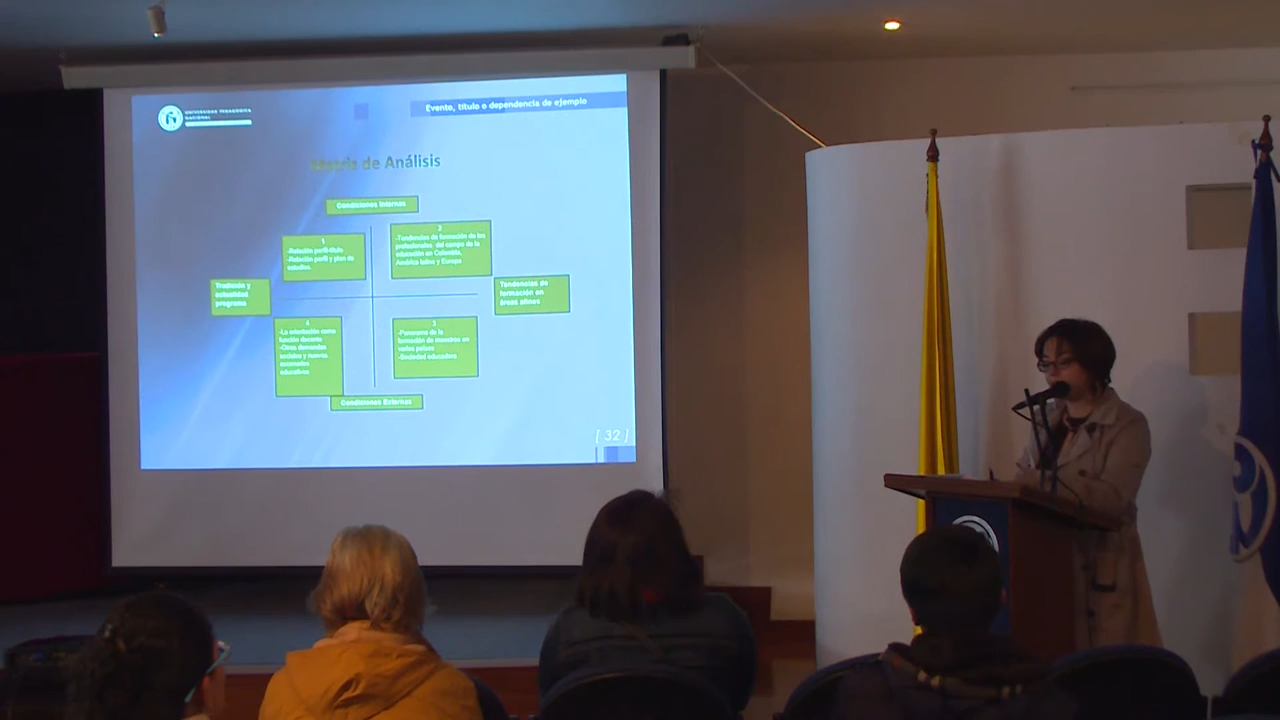 UNIVERSIDAD PEDAGOGICA
NACIONAL
Evento, título o dependencia de ejemplo
Matriz de Análisis
Condiciones Internas
1
-Relación perfil-título
-Relación perfil y plan de
estudios.
2
-Tendencias de formación de los
profesionales del campo de la
educación en Colombia,
América latina y Europa
Tradición y
actualidad
programa
Tendencias de
formación en
áreas afines
4
-La orientación como
función docente
-Otras demandas
sociales y nuevos
escenarios
educativos
3
-Panorama de la
formación de maestros en
varios países
-Sociedad educadora
Condiciones Externas
[ 32 ]